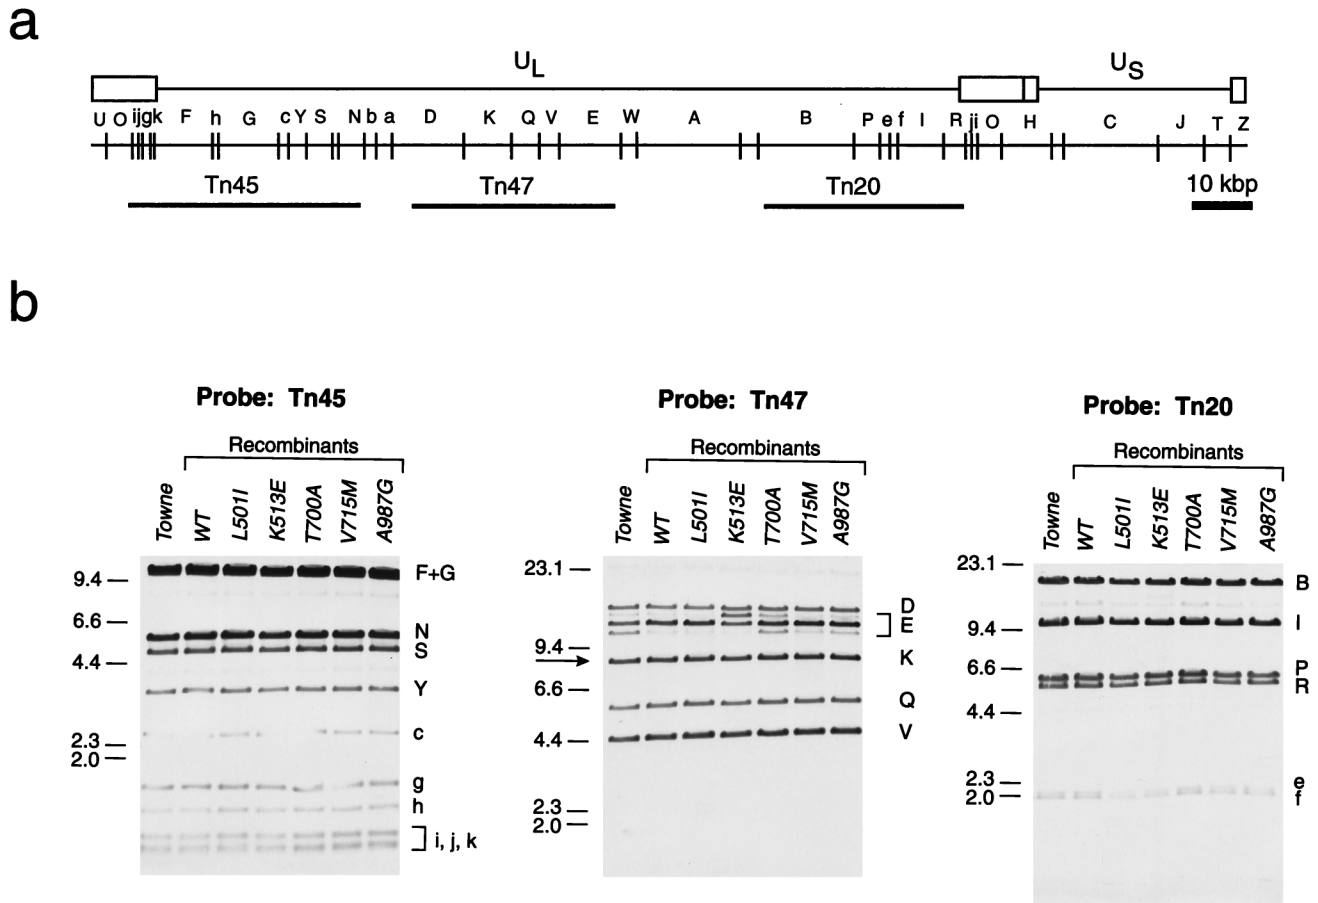 a
U_L U_S
U O ijgk F h G c Y S N b a D K Q V E W A B P e f I R ji O H C J T Z
Tn45 Tn47 Tn20 10 kbp
b
Probe: Tn45
Recombinants
Towne WT L501I K513E T700A V715M A987G
9.4
6.6
4.4
2.3
2.0
F+G
N
S
Y
c
g
h
i, j, k
Probe: Tn47
Recombinants
Towne WT L501I K513E T700A V715M A987G
23.1
9.4
6.6
4.4
2.3
2.0
D
E
K
Q
V
Probe: Tn20
Recombinants
Towne WT L501I K513E T700A V715M A987G
23.1
9.4
6.6
4.4
2.3
2.0
B
I
P
R
e
f